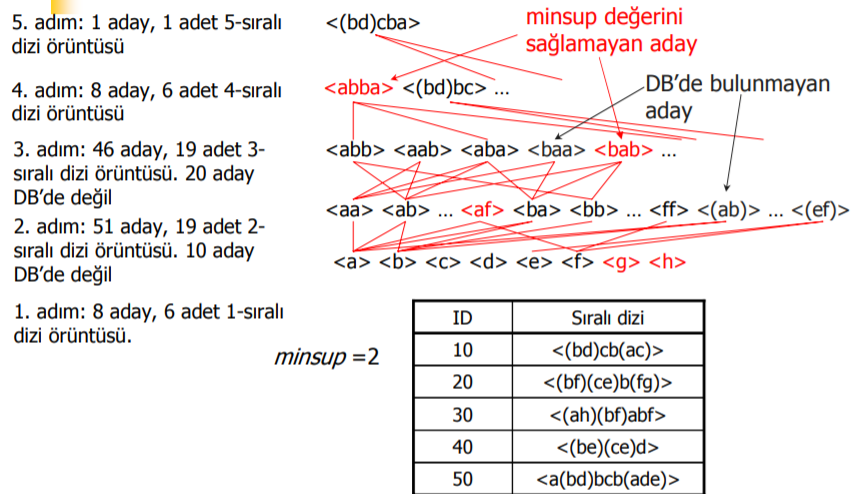 5. adım: 1 aday, 1 adet 5-sıralı
dizi örüntüsü
<(bd)cba>
minsup değerini
sağlamayan aday
4. adım: 8 aday, 6 adet 4-sıralı
dizi örüntüsü
<abba> <(bd)bc> ...
DB’de bulunmayan
aday
3. adım: 46 aday, 19 adet 3-
sıralı dizi örüntüsü. 20 aday
DB’de değil
<abb> <aab> <aba> <baa> <bab> ...
2. adım: 51 aday, 19 adet 2-
sıralı dizi örüntüsü. 10 aday
DB’de değil
<aa> <ab> ... <af> <ba> <bb> ... <ff> <(ab)> ... <(ef)>
<a> <b> <c> <d> <e> <f> <g> <h>
1. adım: 8 aday, 6 adet 1-sıralı
dizi örüntüsü.
minsup =2
ID Sıralı dizi
10 <(bd)cb(ac)>
20 <(bf)(ce)b(fg)>
30 <(ah)(bf)abf>
40 <(be)(ce)d>
50 <a(bd)bcb(ade)>